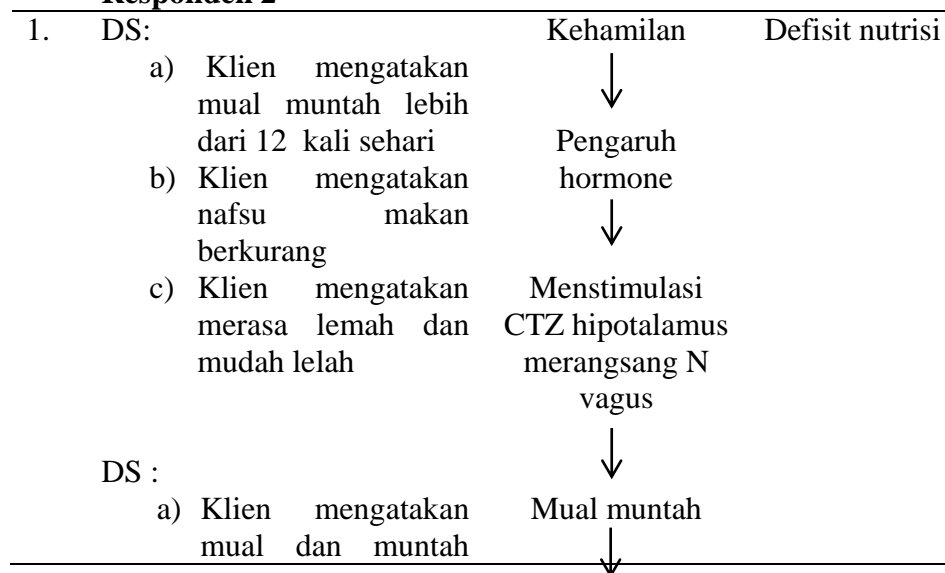 Responden 2
1. DS: Kehamilan Defisit nutrisi
a) Klien mengatakan
mual muntah lebih
dari 12 kali sehari Pengaruh
b) Klien mengatakan hormone
nafsu makan
berkurang
c) Klien mengatakan Menstimulasi
merasa lemah dan CTZ hipotalamus
mudah lelah merangsang N
vagus
DS :
a) Klien mengatakan Mual muntah
mual dan muntah